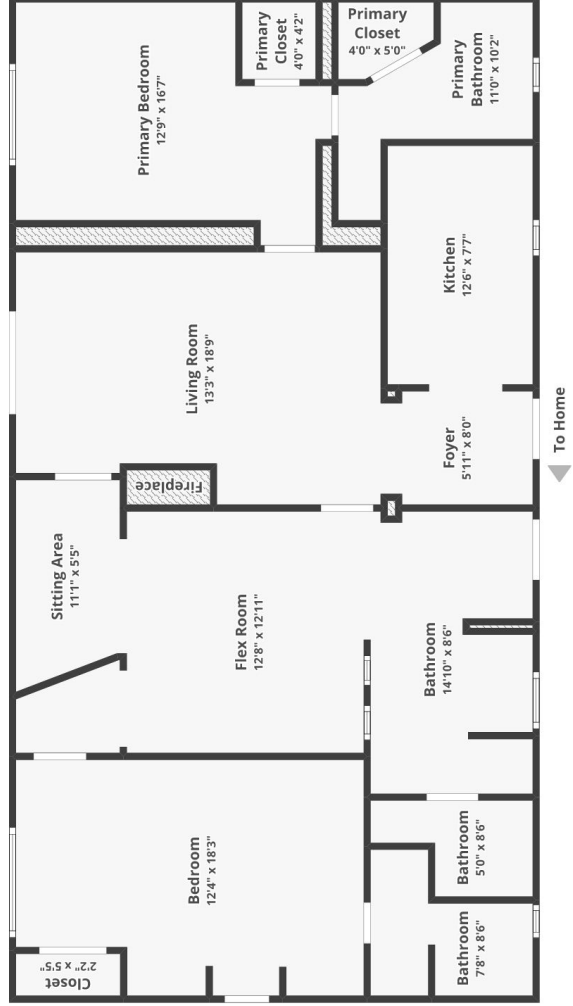 Primary
Closet
4'0" x 4'2"
Primary
Closet
4'0" x 5'0"
Primary
Bathroom
11'0" x 10'2"
Primary Bedroom
12'9" x 16'7"
Kitchen
12'6" x 7'7"
Living Room
13'3" x 18'9"
Foyer
5'11" x 8'0"
To Home
Fireplace
Sitting Area
11'1" x 5'5"
Flex Room
12'8" x 12'11"
Bathroom
14'10" x 8'6"
Bedroom
12'4" x 18'3"
Bathroom
5'0" x 8'6"
Closet
2'2" x 5'5"
Bathroom
7'8" x 8'6"